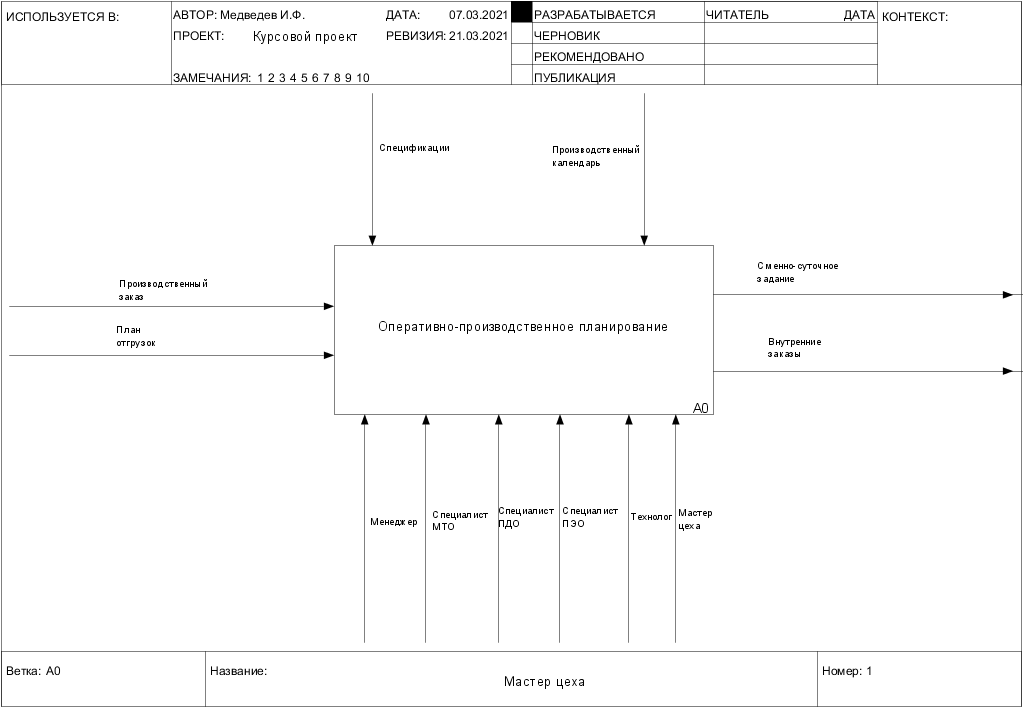 ИСПОЛЬЗУЕТСЯ В:
АВТОР: Медведев И.Ф.
ДАТА: 07.03.2021
РАЗРАБАТЫВАЕТСЯ
ЧИТАТЕЛЬ ДАТА
КОНТЕКСТ:
ПРОЕКТ: Курсовой проект
РЕВИЗИЯ: 21.03.2021
ЧЕРНОВИК
РЕКОМЕНДОВАНО
ЗАМЕЧАНИЯ: 1 2 3 4 5 6 7 8 9 10
ПУБЛИКАЦИЯ
Спецификации
Производственный
календарь
Производственный
заказ
План
отгрузок
Оперативно-производственное планирование
A0
Сменно-суточное
задание
Внутренние
заказы
Менеджер
Специалист
МТО
Специалист
ПДО
Специалист
ПЭО
Технолог
Мастер
цеха
Ветка: A0
Название:
Мастер цеха
Номер: 1